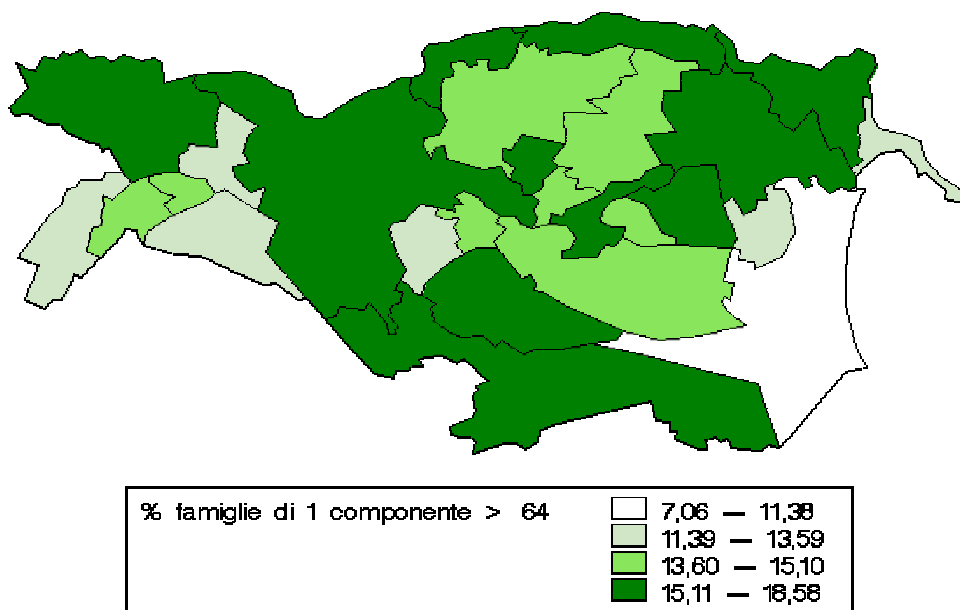 % famiglie di 1 componente > 64
7,06 — 11,38
11,39 — 13,59
13,60 — 15,10
15,11 — 18,58